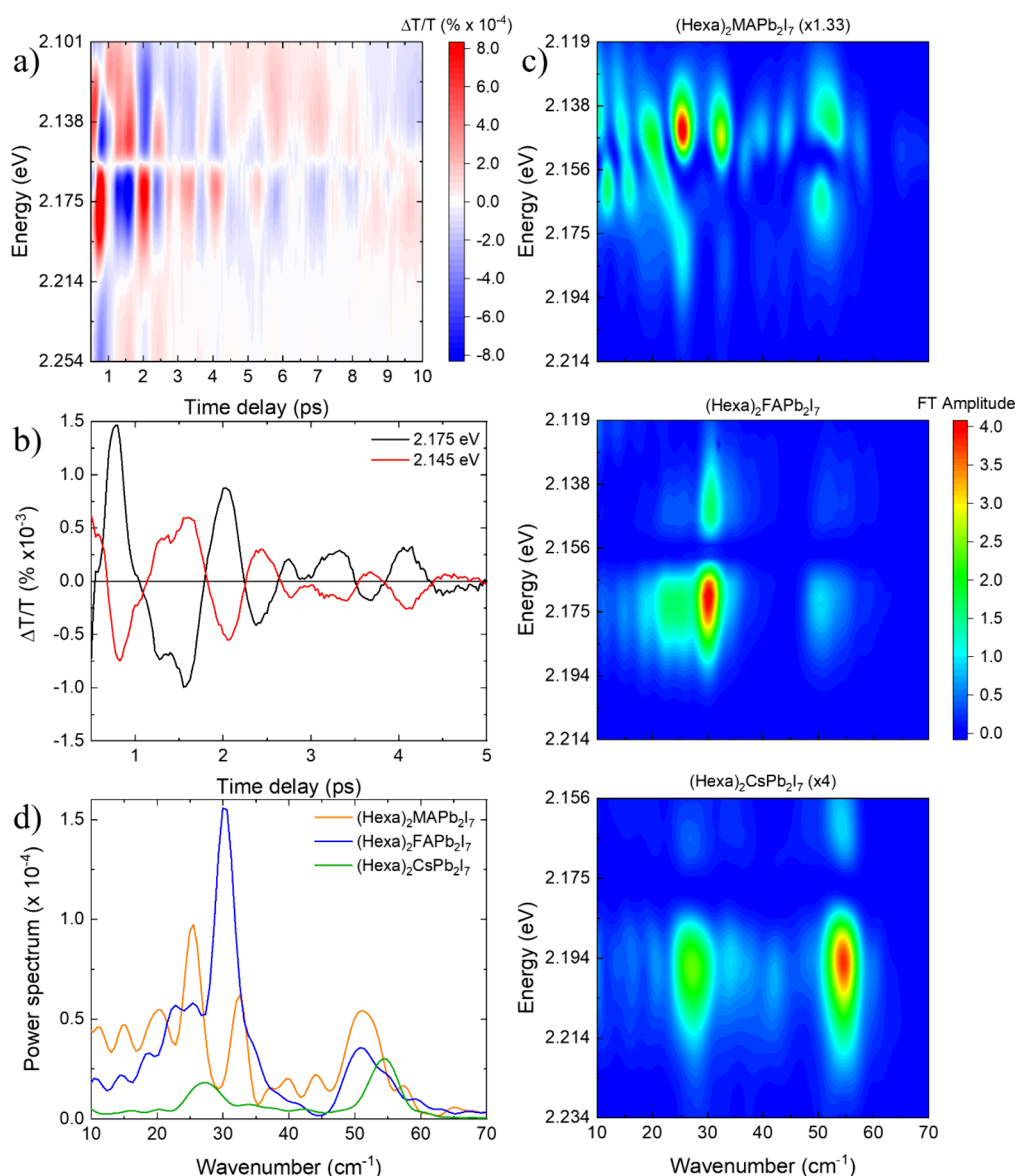 a)
ΔT/T (% x 10⁻⁴)
2.101
2.138
2.175
2.214
2.254
Energy (eV)
8.0
6.0
4.0
2.0
0.0
-2.0
-4.0
-6.0
-8.0
1 2 3 4 5 6 7 8 9 10
Time delay (ps)
b)
2.175 eV
2.145 eV
1.5
1.0
0.5
0.0
-0.5
-1.0
-1.5
ΔT/T (% x10⁻³)
1 2 3 4 5
Time delay (ps)
d)
(Hexa)₂MAPb₂I₇
(Hexa)₂FAPb₂I₇
(Hexa)₂CsPb₂I₇
1.5
1.0
0.5
0.0
Power spectrum (x 10⁻⁴)
10 20 30 40 50 60 70
Wavenumber (cm⁻¹)
c)
(Hexa)₂MAPb₂I₇ (x1.33)
2.119
2.138
2.156
2.175
2.194
2.214
Energy (eV)
(Hexa)₂FAPb₂I₇
2.119
2.138
2.156
2.175
2.194
2.214
Energy (eV)
FT Amplitude
4.0
3.5
3.0
2.5
2.0
1.5
1.0
0.5
0.0
(Hexa)₂CsPb₂I₇ (x4)
2.156
2.175
2.194
2.214
2.234
Energy (eV)
10 20 30 40 50 60 70
Wavenumber (cm⁻¹)